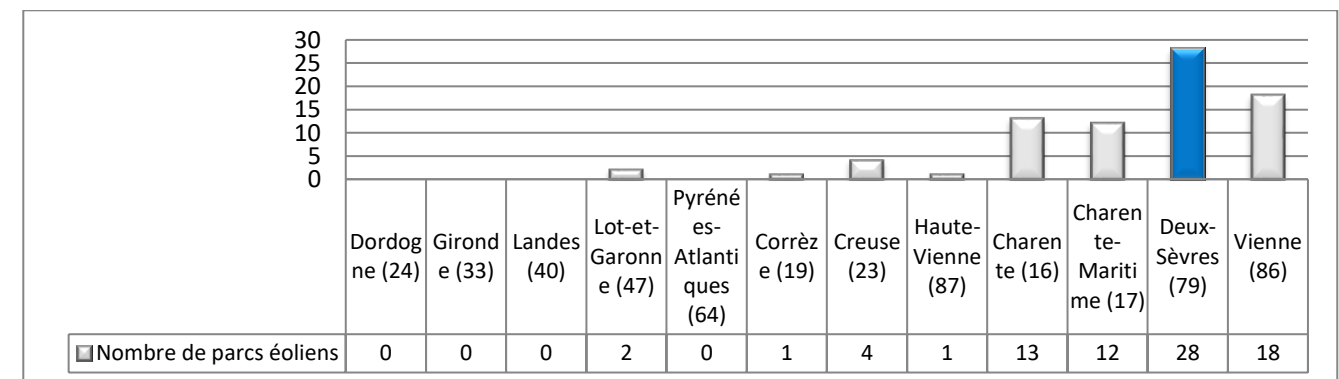 30
25
20
15
10
5
0
Dordog
ne (24)
Girond
e (33)
Landes
(40)
Lot-et-
Garonn
e (47)
Pyréné
es-
Atlanti
ques
(64)
Corrèz
e (19)
Creuse
(23)
Haute-
Vienne
(87)
Charen
te (16)
Charen
te-
Mariti
me (17)
Deux-
Sèvres
(79)
Vienne
(86)
Nombre de parcs éoliens 0 0 0 2 0 1 4 1 13 12 28 18